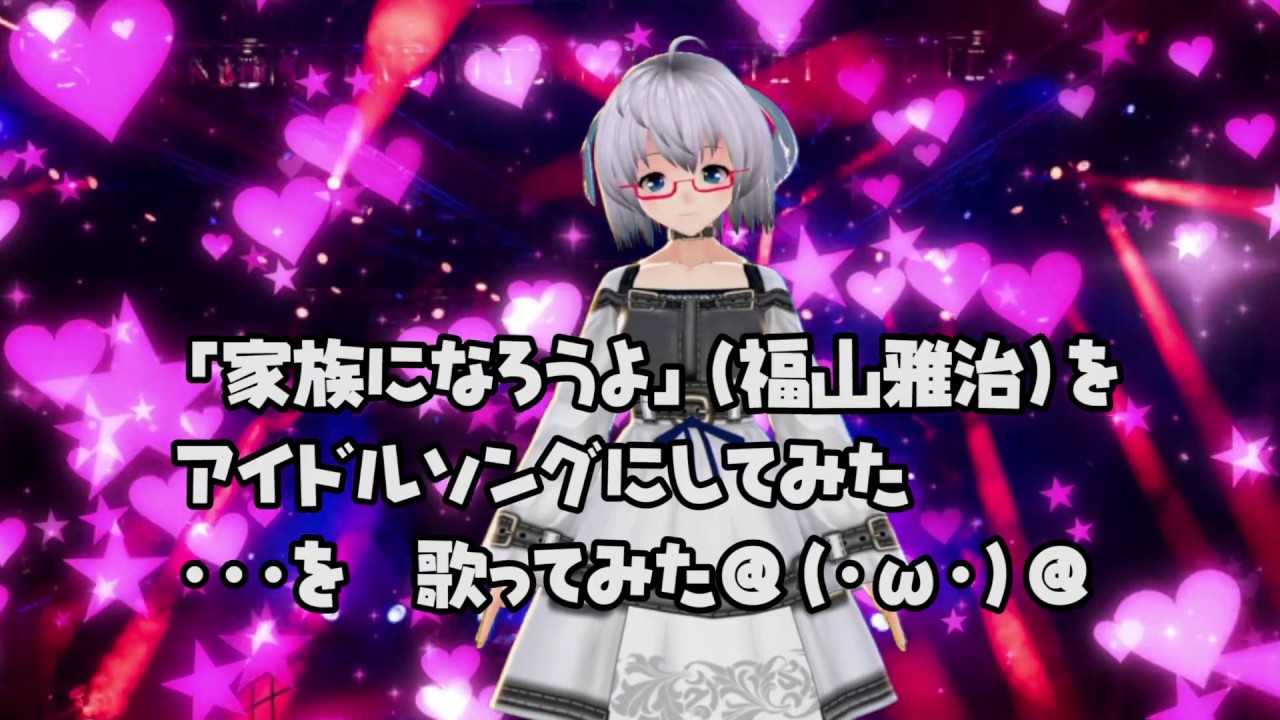 「家族になろうよ」(福山雅治)を
アイドルソングにしてみた
・・・を　歌ってみた@(・ω・)@